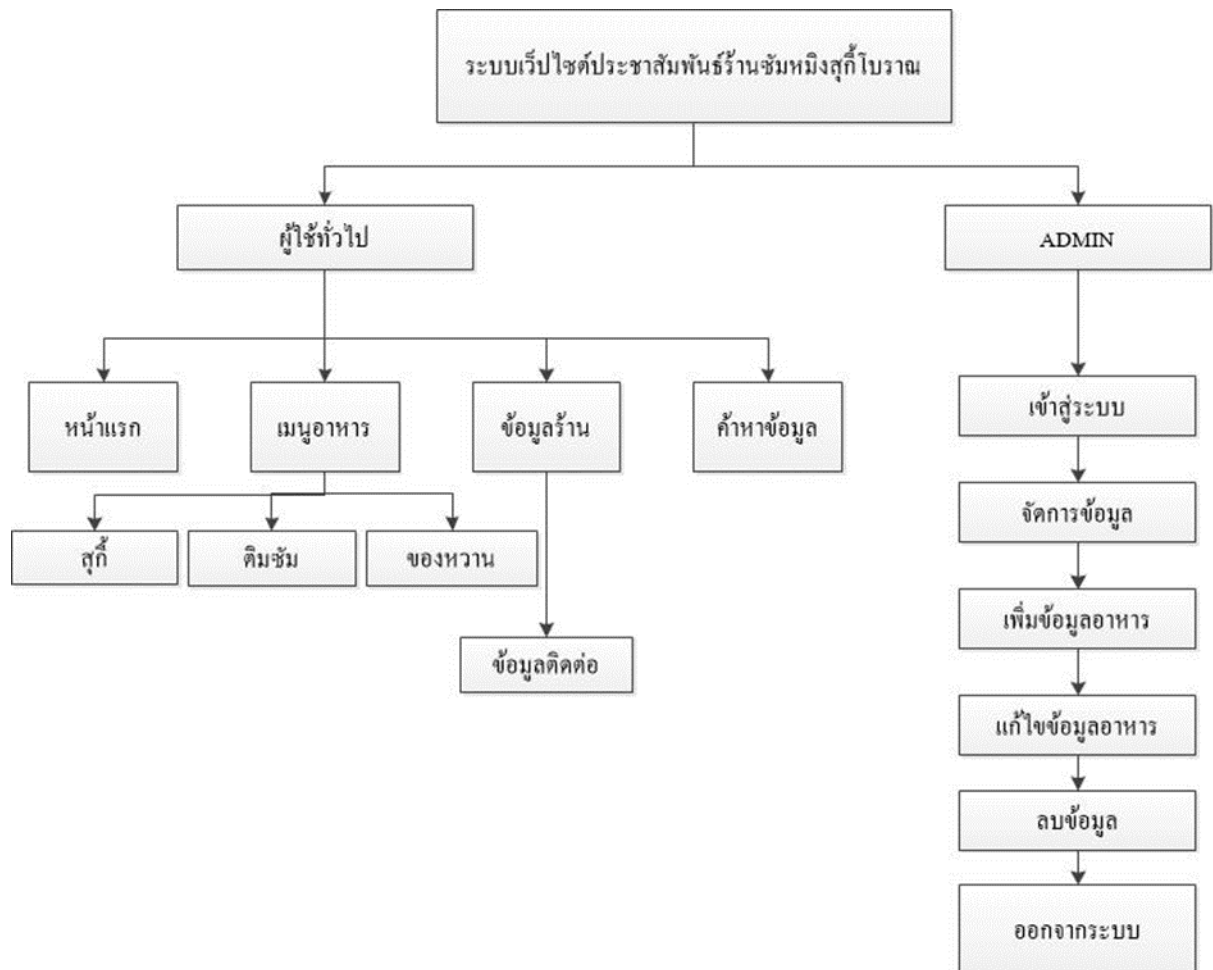 ระบบเว็ปไซต์ประชาสัมพันธ์ร้านซัมหมิงสุกี้โบราณ
ผู้ใช้ทั่วไป
ADMIN
หน้าแรก
เมนูอาหาร
ข้อมูลร้าน
ค้าหาข้อมูล
สุกี้
ติมซัม
ของหวาน
ข้อมูลติดต่อ
เข้าสู่ระบบ
จัดการข้อมูล
เพิ่มข้อมูลอาหาร
แก้ไขข้อมูลอาหาร
ลบข้อมูล
ออกจากระบบ